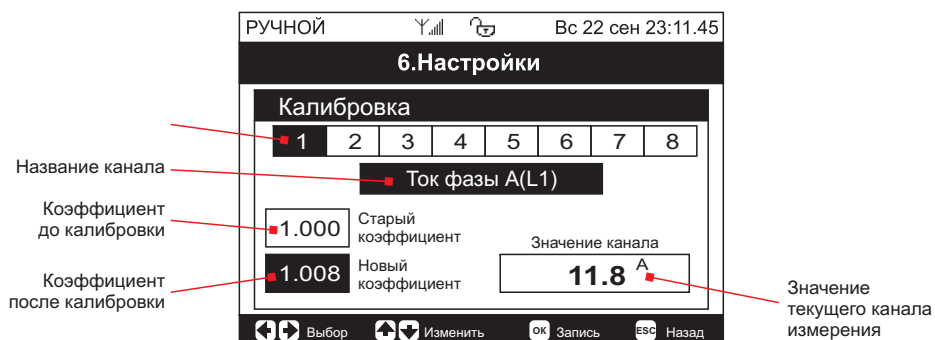 РУЧНОЙ Вс 22 сен 23:11.45
6.Настройки
Калибровка
1 2 3 4 5 6 7 8
Название канала
Ток фазы A(L1)
Коэффициент
до калибровки
1.000
Старый
коэффициент
Значение канала
Коэффициент
после калибровки
1.008
Новый
коэффициент
11.8 A
Значение
текущего канала
измерения
Выбор Изменить ОК Запись ESC Назад